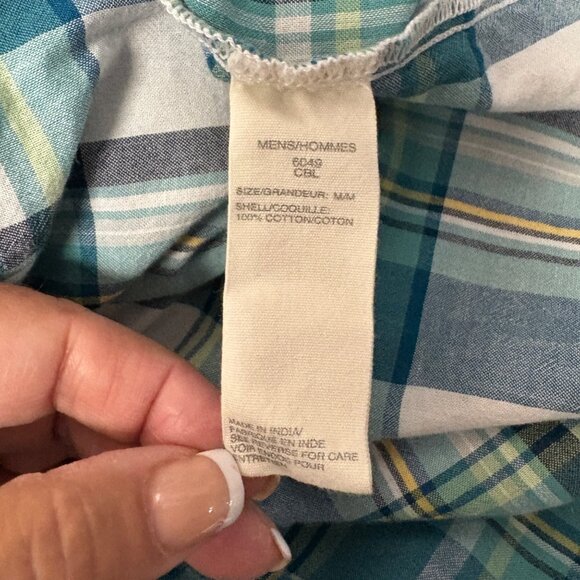 MENS/HOMMES
6049
CBL
SIZE/GRANDEUR: M/M
SHELL/COQUILLE:
100% COTTON/COTON
MADE IN INDIA/
FABRIQUE EN INDE
SEE REVERSE FOR CARE
VOIR ENDOS POUR
ENTRETIEN